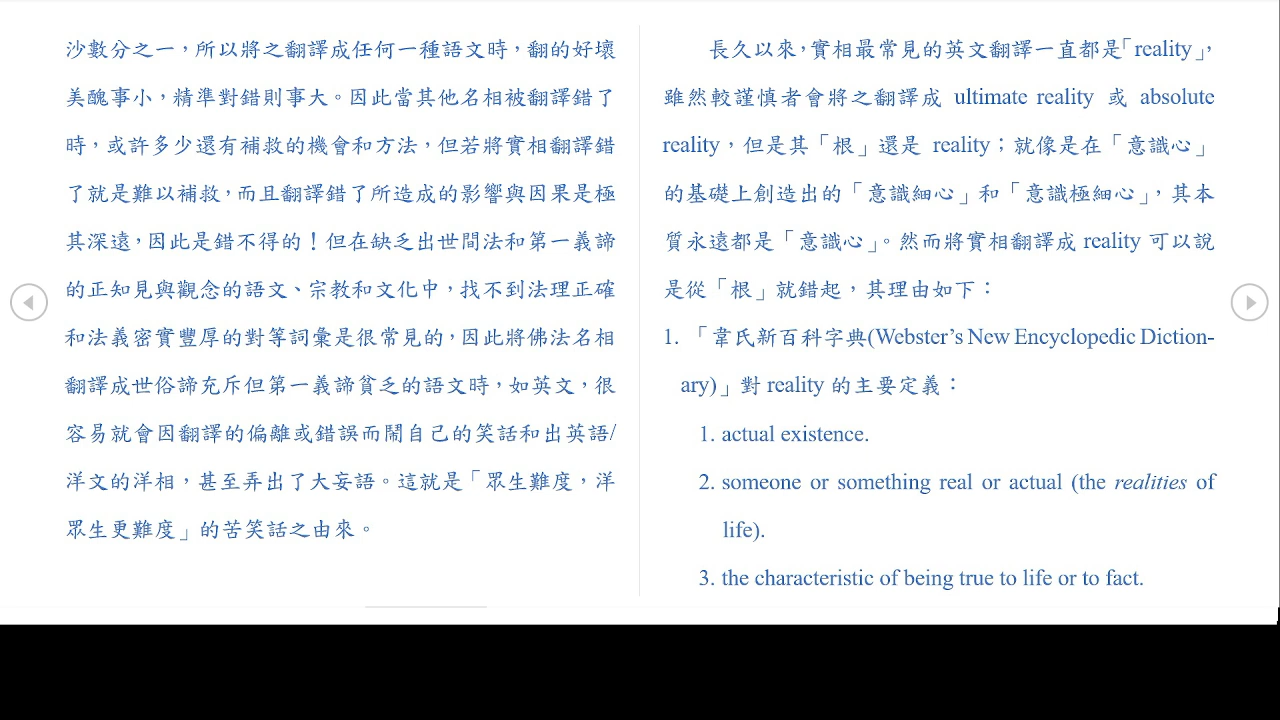 沙數分之一，所以將之翻譯成任何一種語文時，翻的好壞
美醜事小，精準對錯則事大。因此當其他名相被翻譯錯了
時，或許多少還有補救的機會和方法，但若將實相翻譯錯
了就是難以補救，而且翻譯錯了所造成的影響與因果是極
其深遠，因此是錯不得的！但在缺乏出世間法和第一義諦
的正知見與觀念的語文、宗教和文化中，找不到法理正確
和法義密實豐厚的對等詞彙是很常見的，因此將佛法名相
翻譯成世俗諦充斥但第一義諦貧乏的語文時，如英文，很
容易就會因翻譯的偏離或錯誤而鬧自己的笑話和出英語/
洋文的洋相，甚至弄出了大妄語。這就是「眾生難度，洋
眾生更難度」的苦笑話之由來。
長久以來，實相最常見的英文翻譯一直都是「reality」，
雖然較謹慎者會將之翻譯成 ultimate reality 或 absolute
reality，但是其「根」還是 reality；就像是在「意識心」
的基礎上創造出的「意識細心」和「意識極細心」，其本
質永遠都是「意識心」。然而將實相翻譯成 reality 可以說
是從「根」就錯起，其理由如下：
1. 「韋氏新百科字典(Webster’s New Encyclopedic Diction-
ary)」對 reality 的主要定義：
1. actual existence.
2. someone or something real or actual (the realities of
life).
3. the characteristic of being true to life or to fact.